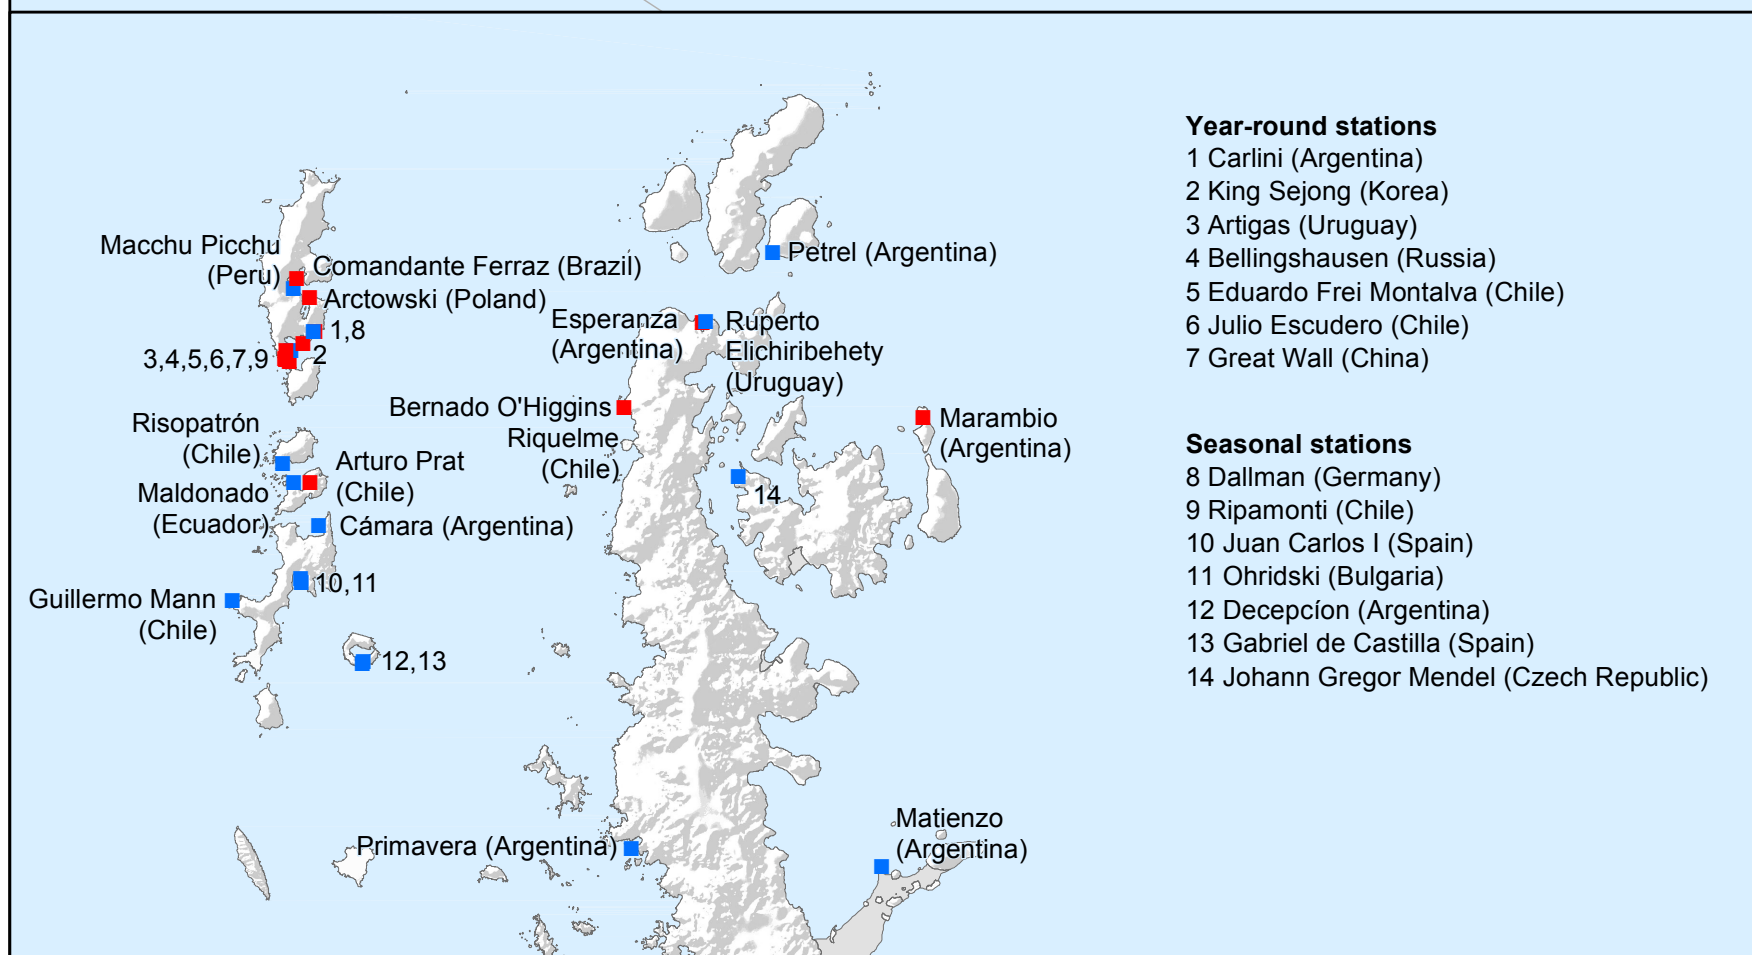 Macchu Picchu
(Peru)
Comandante Ferraz (Brazil)
Arctowski (Poland)
1,8
2
3,4,5,6,7,9
Risopatrón
(Chile)
Arturo Prat
(Chile)
Maldonado
(Ecuador)
Cámara (Argentina)
10,11
Guillermo Mann
(Chile)
12,13
Petrel (Argentina)
Esperanza
(Argentina)
Ruperto
Elichiribehety
(Uruguay)
Bernado O'Higgins
Riquelme
(Chile)
Marambio
(Argentina)
14
Primavera (Argentina)
Matienzo
(Argentina)
Year-round stations
1 Carlini (Argentina)
2 King Sejong (Korea)
3 Artigas (Uruguay)
4 Bellingshausen (Russia)
5 Eduardo Frei Montalva (Chile)
6 Julio Escudero (Chile)
7 Great Wall (China)
Seasonal stations
8 Dallman (Germany)
9 Ripamonti (Chile)
10 Juan Carlos I (Spain)
11 Ohridski (Bulgaria)
12 Decepcíon (Argentina)
13 Gabriel de Castilla (Spain)
14 Johann Gregor Mendel (Czech Republic)